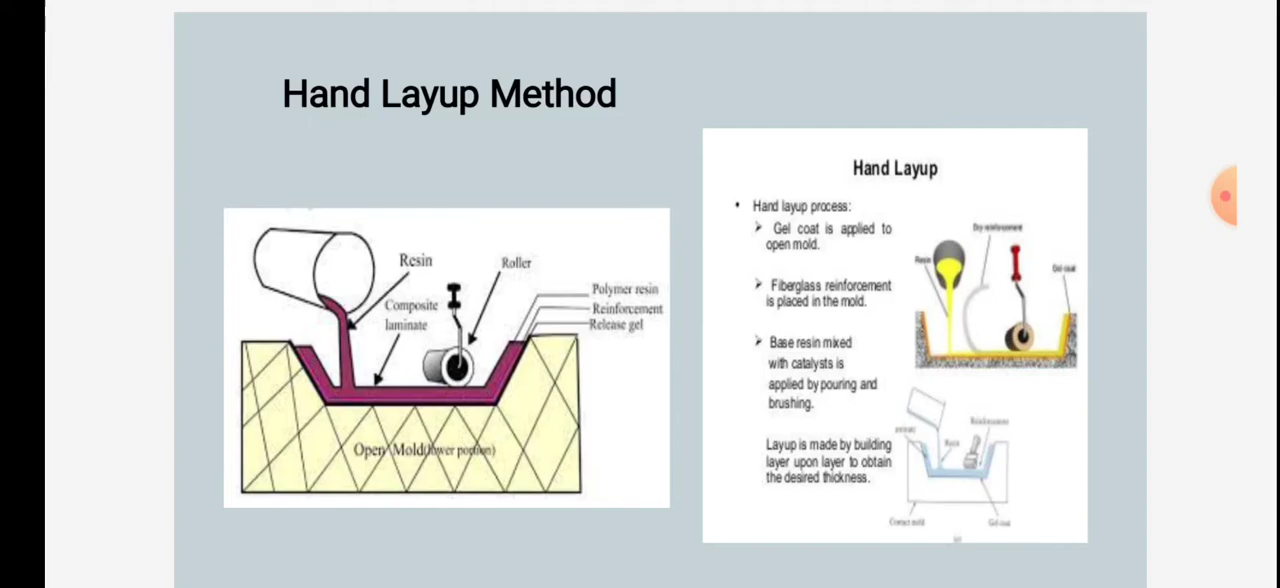 Hand Layup Method
Resin
Roller
Composite
laminate
Polymer resin
Reinforcement
Release gel
Open Mold(lower portion)
Hand Layup
• Hand layup process:
➢ Gel coat is applied to
open mold.
➢ Fiberglass reinforcement
is placed in the mold.
➢ Base resin mixed
with catalysts is
applied by pouring and
brushing.
Layup is made by building
layer upon layer to obtain
the desired thickness.
Dry reinforcement
Resin
Gel coat
Reinforcement
Resin
Contact mold
Gel coat